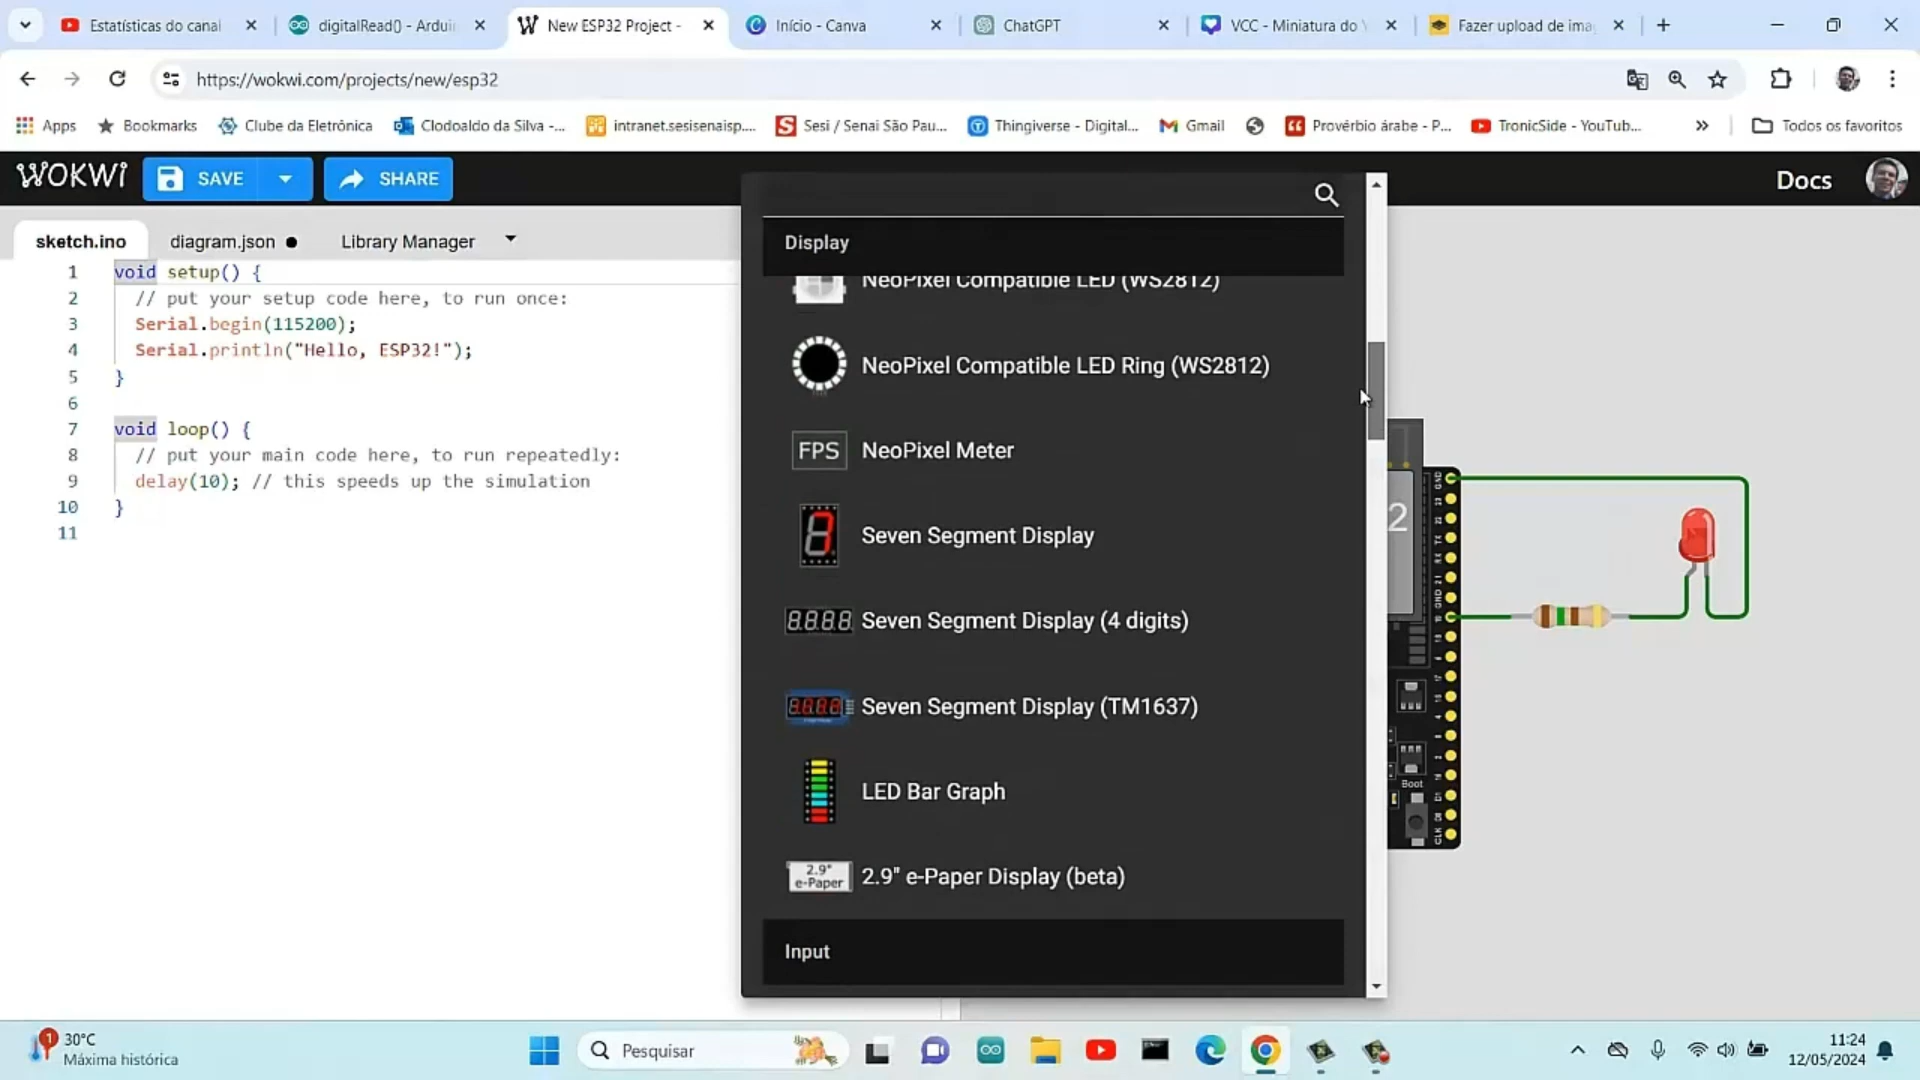 Estatísticas do canal
digitalRead() - Ardui
New ESP32 Project -
Início - Canva
ChatGPT
VCC - Miniatura do
Fazer upload de ima
https://wokwi.com/projects/new/esp32
Apps
Bookmarks
Clube da Eletrônica
Clodoaldo da Silva -...
intranet.sesisenaisp....
Sesi / Senai São Pau...
Thingiverse - Digital...
Gmail
Provérbio árabe - P...
TronicSide - YouTub...
Todos os favoritos
WOKWi
SAVE
SHARE
Docs
sketch.ino
diagram.json
Library Manager
1 void setup() {
2 // put your setup code here, to run once:
3 Serial.begin(115200);
4 Serial.println("Hello, ESP32!");
5 }
6
7 void loop() {
8 // put your main code here, to run repeatedly:
9 delay(10); // this speeds up the simulation
10 }
11
Display
NeoPixel Compatible LED (WS2812)
NeoPixel Compatible LED Ring (WS2812)
FPS
NeoPixel Meter
Seven Segment Display
Seven Segment Display (4 digits)
Seven Segment Display (TM1637)
LED Bar Graph
2.9"
e-Paper
2.9" e-Paper Display (beta)
Input
2
Boot
1
30°C
Máxima histórica
Pesquisar
11:24
12/05/2024